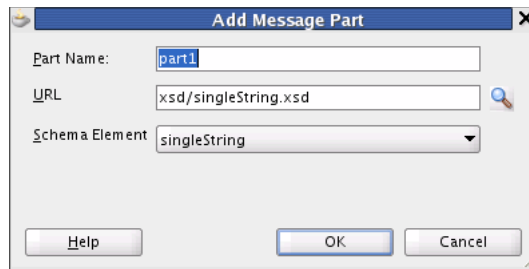 Add Message Part
Part Name: part1
URL xsd/singleString.xsd
Schema Element singleString
Help OK Cancel